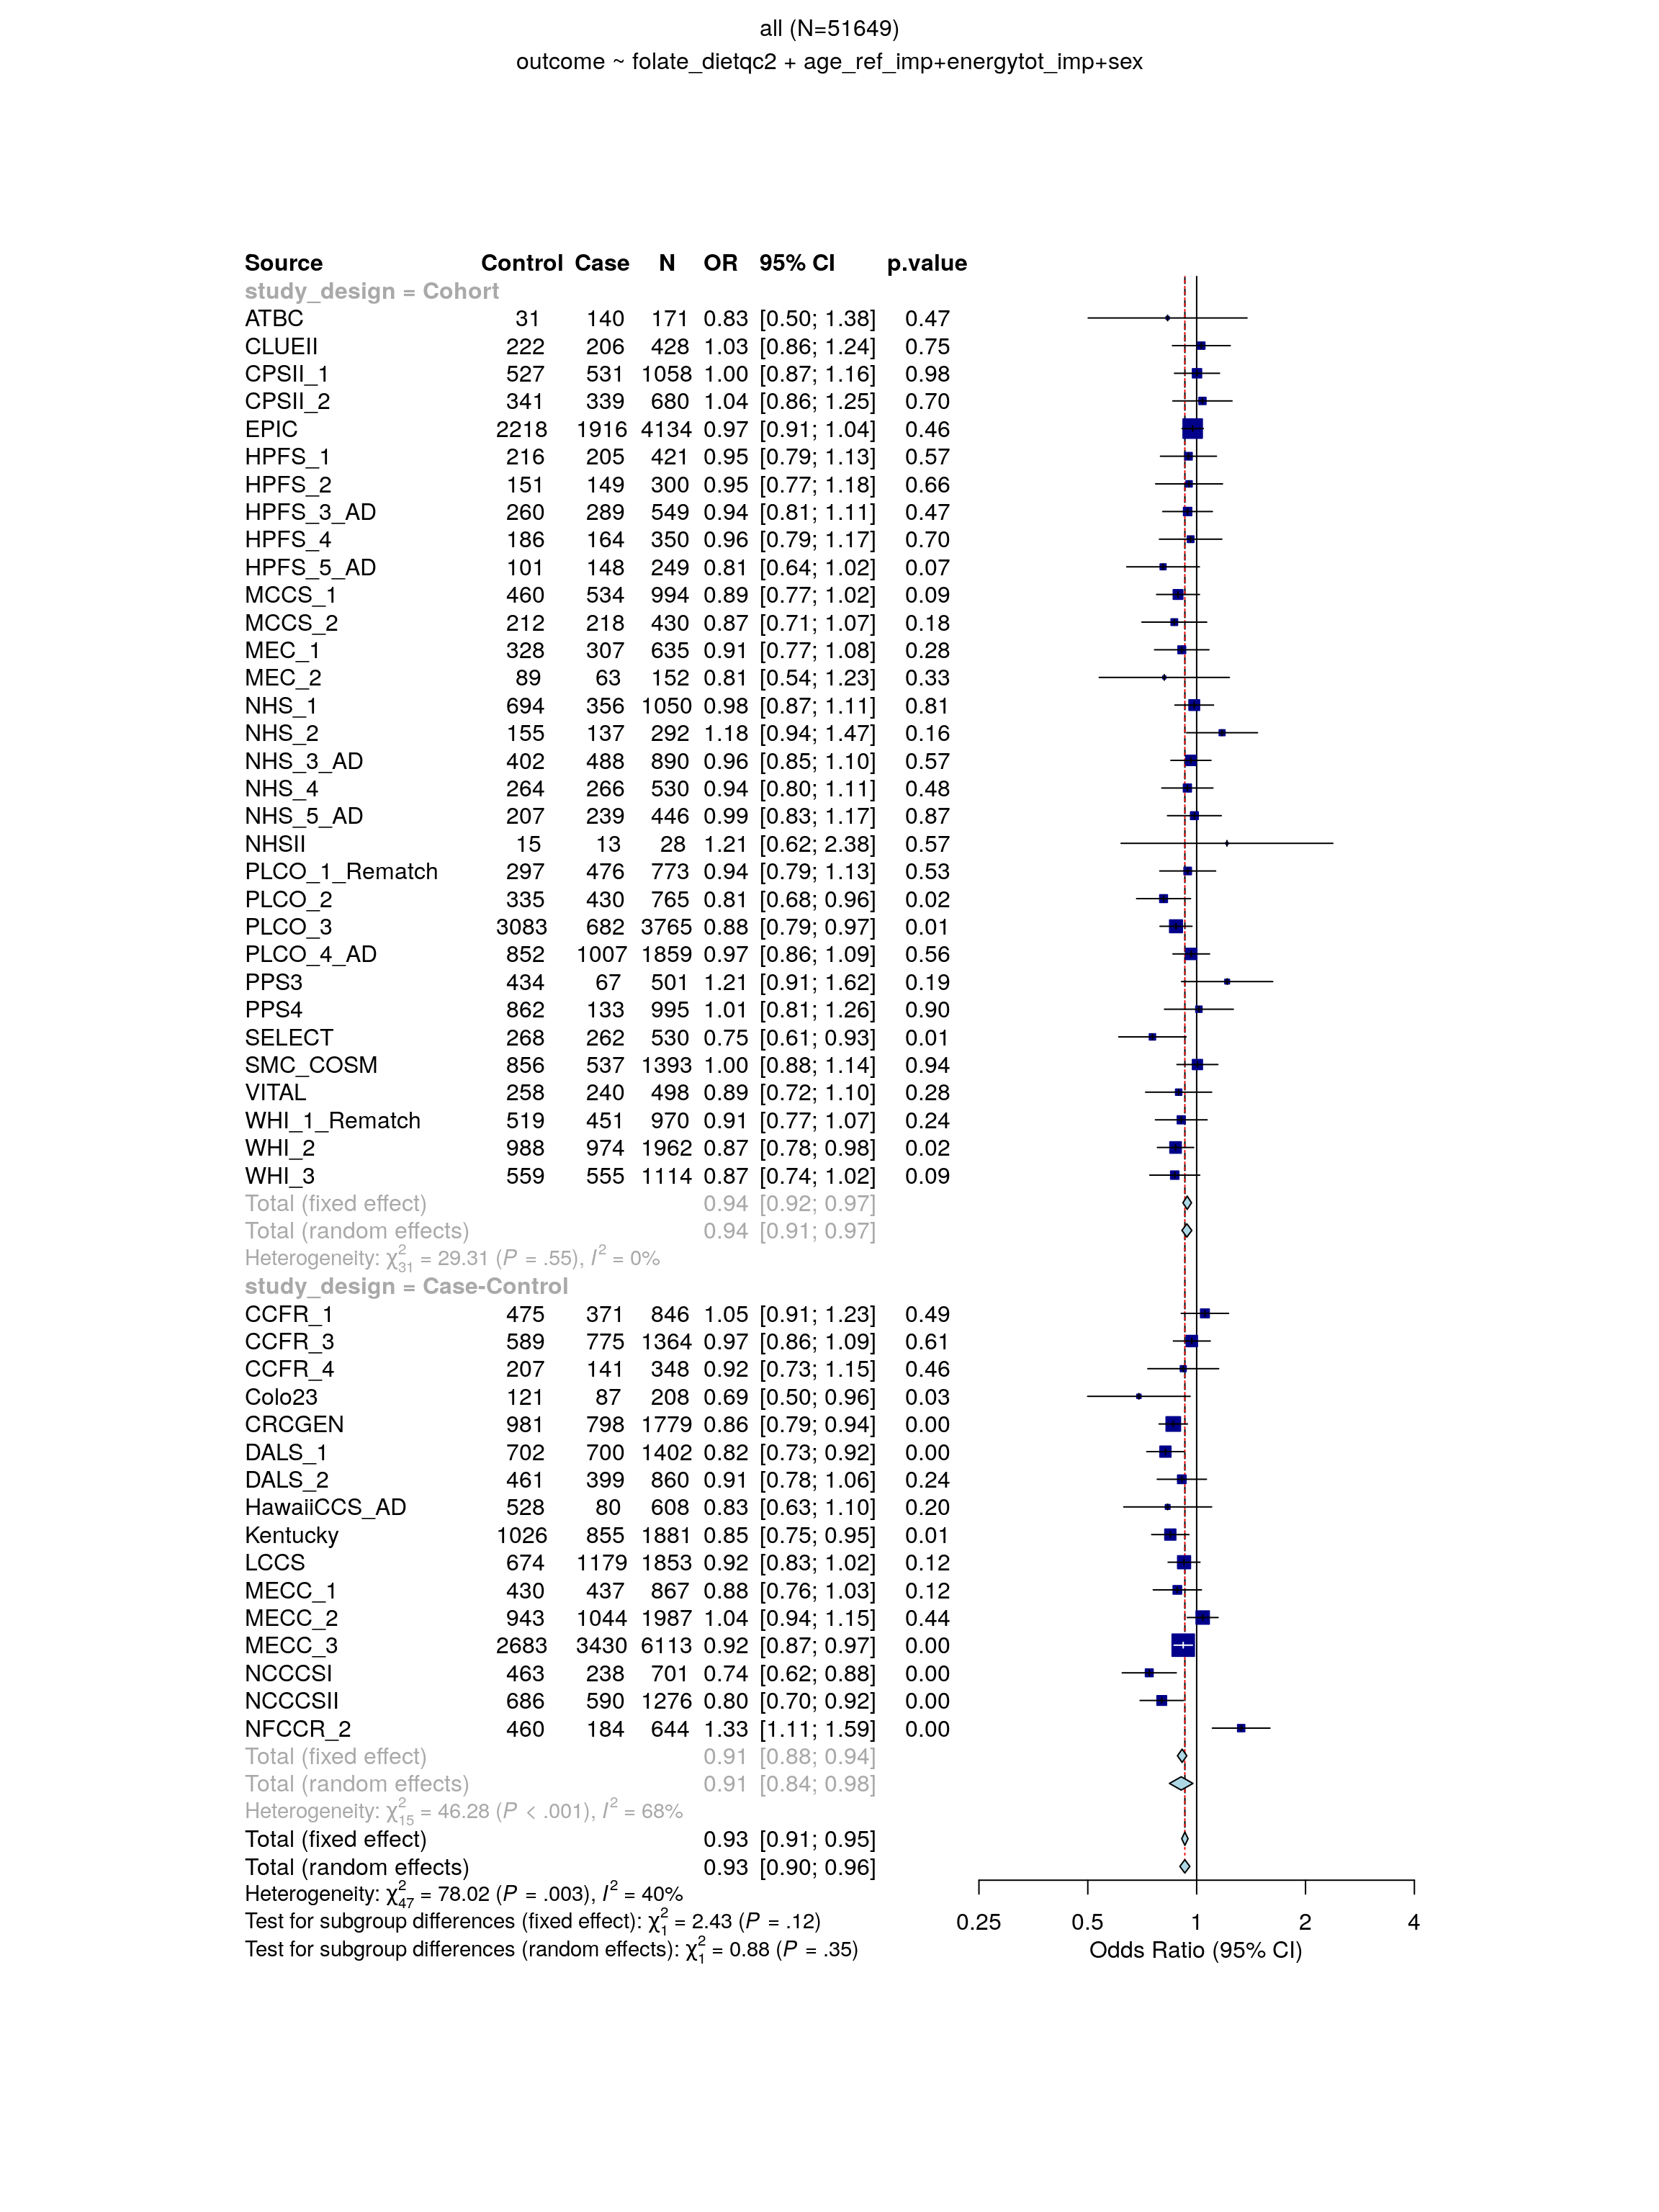 all (N=51649)
outcome ~ folate_dietqc2 + age_ref_imp+energytot_imp+sex
Source Control Case N OR 95% CI p.value
study_design = Cohort
ATBC 31 140 171 0.83 [0.50; 1.38] 0.47
CLUEII 222 206 428 1.03 [0.86; 1.24] 0.75
CPSII_1 527 531 1058 1.00 [0.87; 1.16] 0.98
CPSII_2 341 339 680 1.04 [0.86; 1.25] 0.70
EPIC 2218 1916 4134 0.97 [0.91; 1.04] 0.46
HPFS_1 216 205 421 0.95 [0.79; 1.13] 0.57
HPFS_2 151 149 300 0.95 [0.77; 1.18] 0.66
HPFS_3_AD 260 289 549 0.94 [0.81; 1.11] 0.47
HPFS_4 186 164 350 0.96 [0.79; 1.17] 0.70
HPFS_5_AD 101 148 249 0.81 [0.64; 1.02] 0.07
MCCS_1 460 534 994 0.89 [0.77; 1.02] 0.09
MCCS_2 212 218 430 0.87 [0.71; 1.07] 0.18
MEC_1 328 307 635 0.91 [0.77; 1.08] 0.28
MEC_2 89 63 152 0.81 [0.54; 1.23] 0.33
NHS_1 694 356 1050 0.98 [0.87; 1.11] 0.81
NHS_2 155 137 292 1.18 [0.94; 1.47] 0.16
NHS_3_AD 402 488 890 0.96 [0.85; 1.10] 0.57
NHS_4 264 266 530 0.94 [0.80; 1.11] 0.48
NHS_5_AD 207 239 446 0.99 [0.83; 1.17] 0.87
NHSII 15 13 28 1.21 [0.62; 2.38] 0.57
PLCO_1_Rematch 297 476 773 0.94 [0.79; 1.13] 0.53
PLCO_2 335 430 765 0.81 [0.68; 0.96] 0.02
PLCO_3 3083 682 3765 0.88 [0.79; 0.97] 0.01
PLCO_4_AD 852 1007 1859 0.97 [0.86; 1.09] 0.56
PPS3 434 67 501 1.21 [0.91; 1.62] 0.19
PPS4 862 133 995 1.01 [0.81; 1.26] 0.90
SELECT 268 262 530 0.75 [0.61; 0.93] 0.01
SMC_COSM 856 537 1393 1.00 [0.88; 1.14] 0.94
VITAL 258 240 498 0.89 [0.72; 1.10] 0.28
WHI_1_Rematch 519 451 970 0.91 [0.77; 1.07] 0.24
WHI_2 988 974 1962 0.87 [0.78; 0.98] 0.02
WHI_3 559 555 1114 0.87 [0.74; 1.02] 0.09
Total (fixed effect) 0.94 [0.92; 0.97]
Total (random effects) 0.94 [0.91; 0.97]
Heterogeneity: χ²₃₁ = 29.31 (P = .55), I² = 0%
study_design = Case-Control
CCFR_1 475 371 846 1.05 [0.91; 1.23] 0.49
CCFR_3 589 775 1364 0.97 [0.86; 1.09] 0.61
CCFR_4 207 141 348 0.92 [0.73; 1.15] 0.46
Colo23 121 87 208 0.69 [0.50; 0.96] 0.03
CRCGEN 981 798 1779 0.86 [0.79; 0.94] 0.00
DALS_1 702 700 1402 0.82 [0.73; 0.92] 0.00
DALS_2 461 399 860 0.91 [0.78; 1.06] 0.24
HawaiiCCS_AD 528 80 608 0.83 [0.63; 1.10] 0.20
Kentucky 1026 855 1881 0.85 [0.75; 0.95] 0.01
LCCS 674 1179 1853 0.92 [0.83; 1.02] 0.12
MECC_1 430 437 867 0.88 [0.76; 1.03] 0.12
MECC_2 943 1044 1987 1.04 [0.94; 1.15] 0.44
MECC_3 2683 3430 6113 0.92 [0.87; 0.97] 0.00
NCCCSI 463 238 701 0.74 [0.62; 0.88] 0.00
NCCCSII 686 590 1276 0.80 [0.70; 0.92] 0.00
NFCCR_2 460 184 644 1.33 [1.11; 1.59] 0.00
Total (fixed effect) 0.91 [0.88; 0.94]
Total (random effects) 0.91 [0.84; 0.98]
Heterogeneity: χ²₁₅ = 46.28 (P < .001), I² = 68%
Total (fixed effect) 0.93 [0.91; 0.95]
Total (random effects) 0.93 [0.90; 0.96]
Heterogeneity: χ²₄₇ = 78.02 (P = .003), I² = 40%
Test for subgroup differences (fixed effect): χ²₁ = 2.43 (P = .12)
Test for subgroup differences (random effects): χ²₁ = 0.88 (P = .35)
0.25 0.5 1 2 4
Odds Ratio (95% CI)